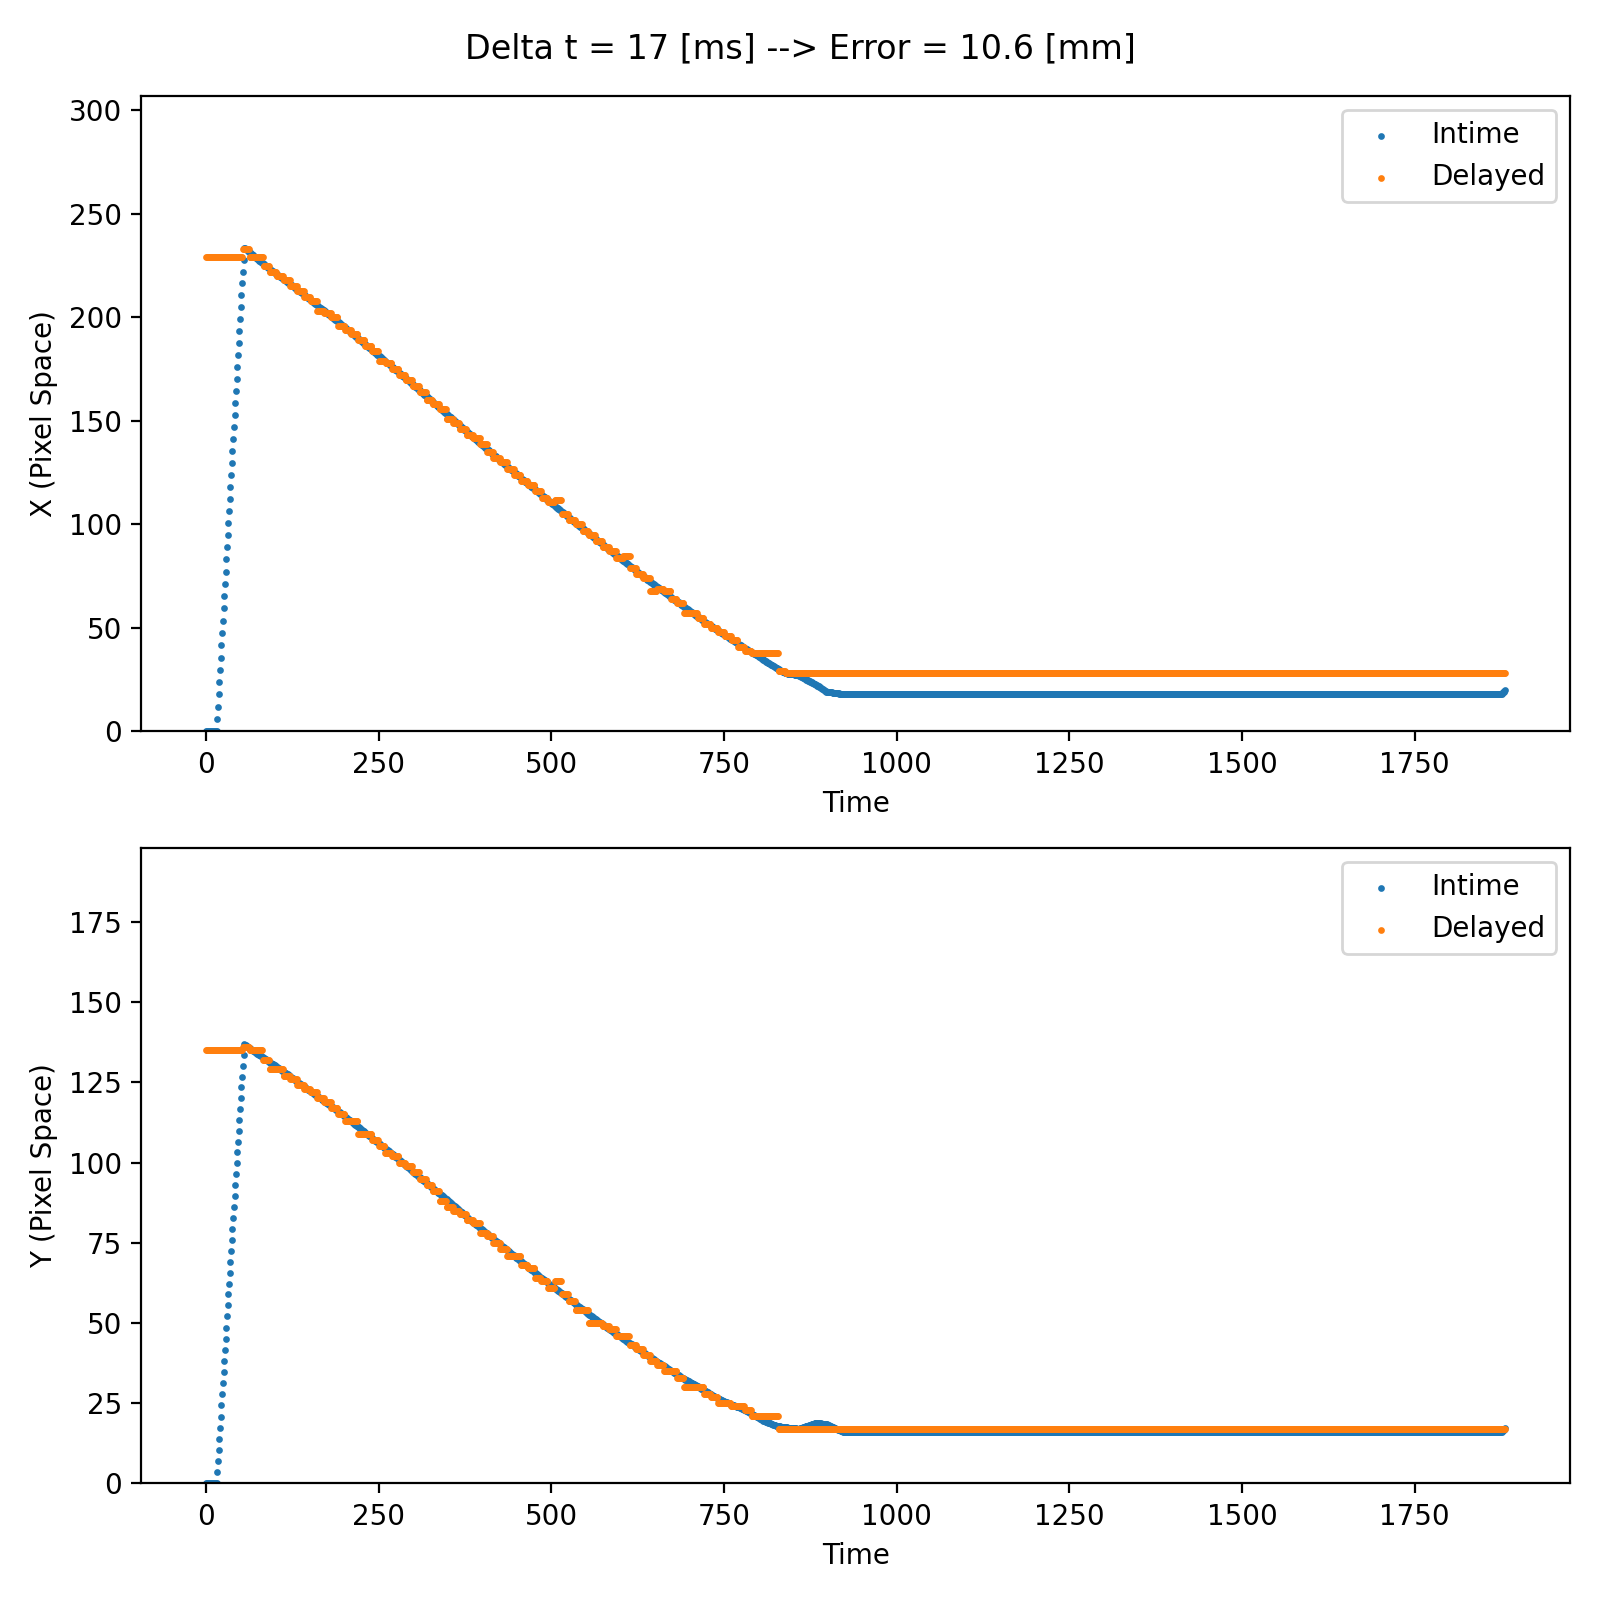 Delta t = 17 [ms] --> Error = 10.6 [mm]
300
250
200
150
100
50
0
X (Pixel Space)
Intime
Delayed
0 250 500 750 1000 1250 1500 1750
Time
175
150
125
100
75
50
25
0
Y (Pixel Space)
Intime
Delayed
0 250 500 750 1000 1250 1500 1750
Time